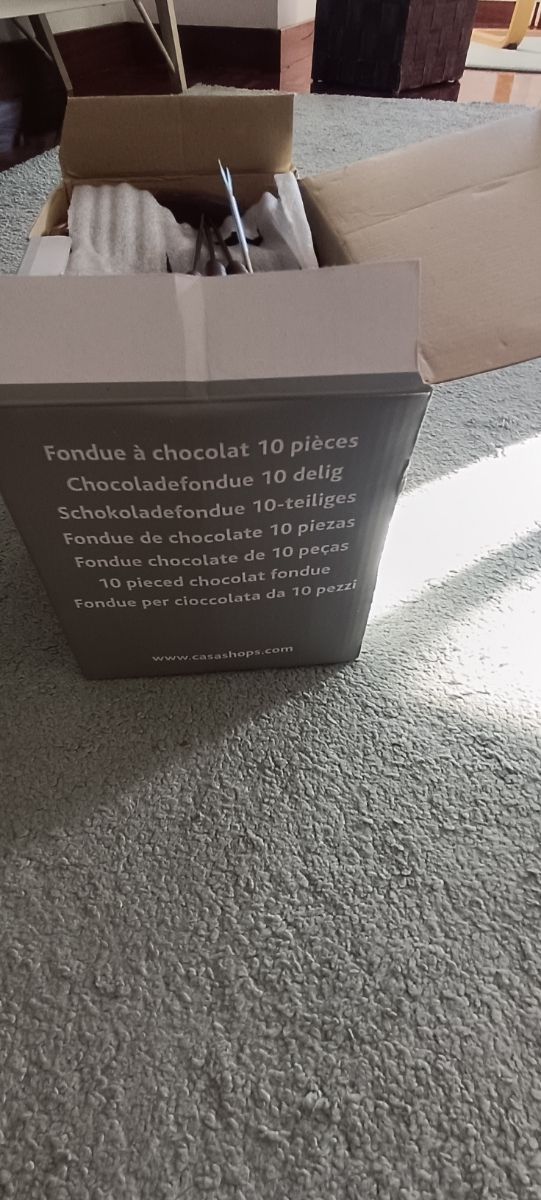 Fondue à chocolat 10 pièces
Chocoladefondue 10 delig
Schokoladefondue 10-teiliges
Fondue de chocolate 10 piezas
Fondue chocolate de 10 peças
10 pieced chocolat fondue
Fondue per cioccolata da 10 pezzi
www.casashops.com